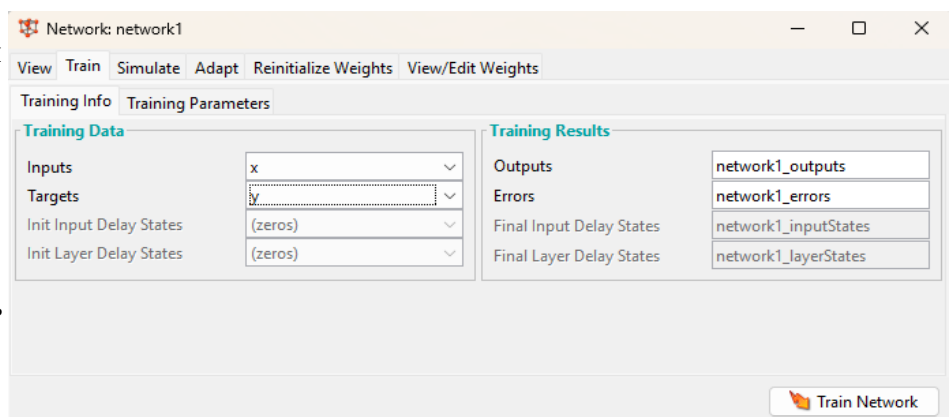 Network: network1
View Train Simulate Adapt Reinitialize Weights View/Edit Weights
Training Info Training Parameters
Training Data
Inputs x
Targets y
Init Input Delay States (zeros)
Init Layer Delay States (zeros)
Training Results
Outputs network1_outputs
Errors network1_errors
Final Input Delay States network1_inputStates
Final Layer Delay States network1_layerStates
Train Network